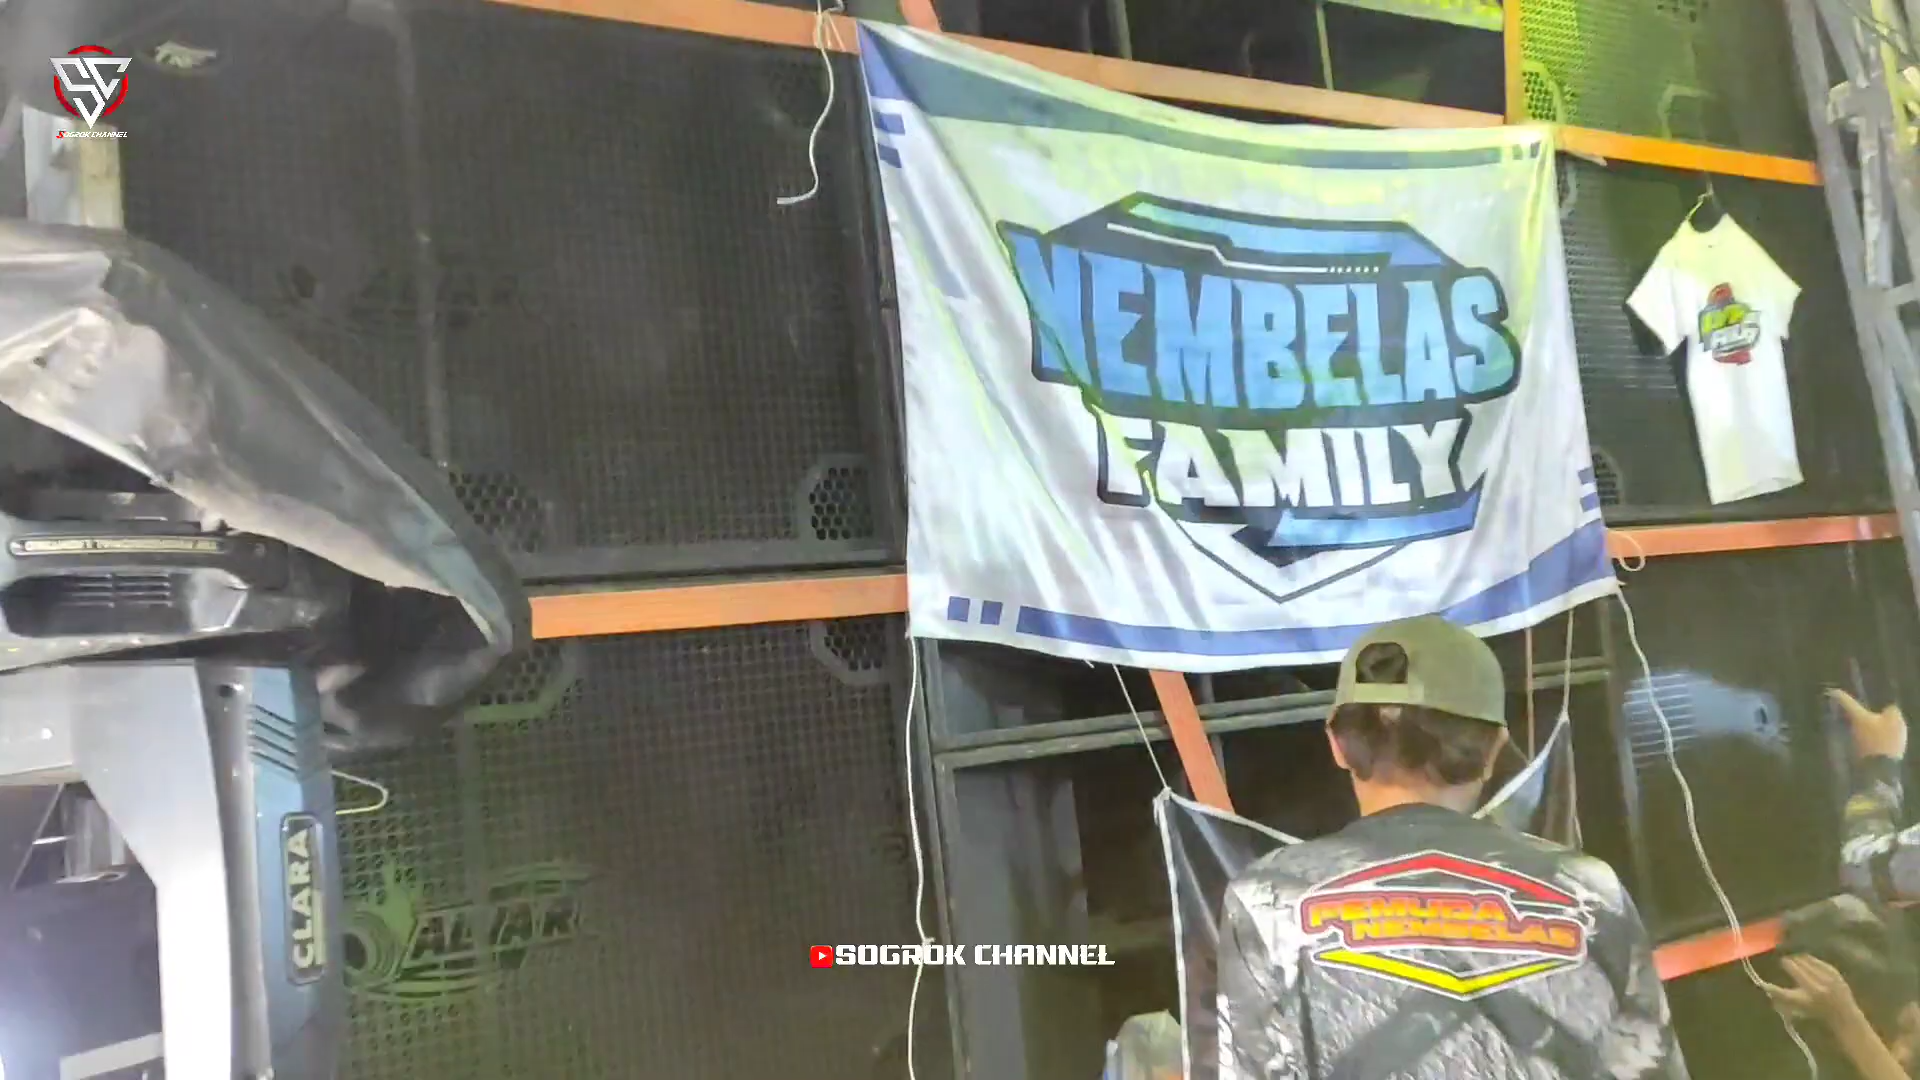 SOGROK CHANNEL
NEMBELAS
FAMILY
CLARA
PEMUDA
NEMBELAS
SOGROK CHANNEL